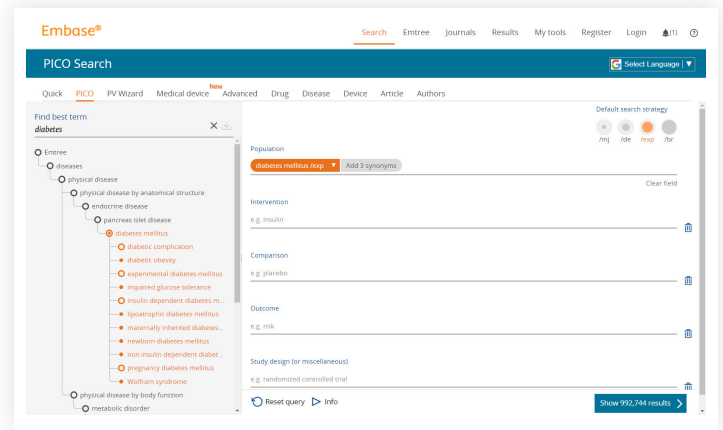 Embase®
Search Emtree Journals Results My tools Register Login (1)
PICO Search
Select Language ▼
Quick PICO PV Wizard Medical device New Advanced Drug Disease Device Article Authors
Find best term
diabetes
Emtree
diseases
physical disease
physical disease by anatomical structure
endocrine disease
pancreas islet disease
diabetes mellitus
diabetic complication
diabetic obesity
experimental diabetes mellitus
impaired glucose tolerance
insulin dependent diabetes m...
lipoatrophic diabetes mellitus
maternally inherited diabetes...
newborn diabetes mellitus
non insulin dependent diabet...
pregnancy diabetes mellitus
Wolfram syndrome
physical disease by body function
metabolic disorder
Default search strategy
/mj /de /exp /br
Population
diabetes mellitus /exp ▼ Add 3 synonyms
Clear field
Intervention
e.g. insulin
Comparison
e.g. placebo
Outcome
e.g. risk
Study design (or miscellaneous)
e.g. randomized controlled trial
Reset query Info
Show 992,744 results